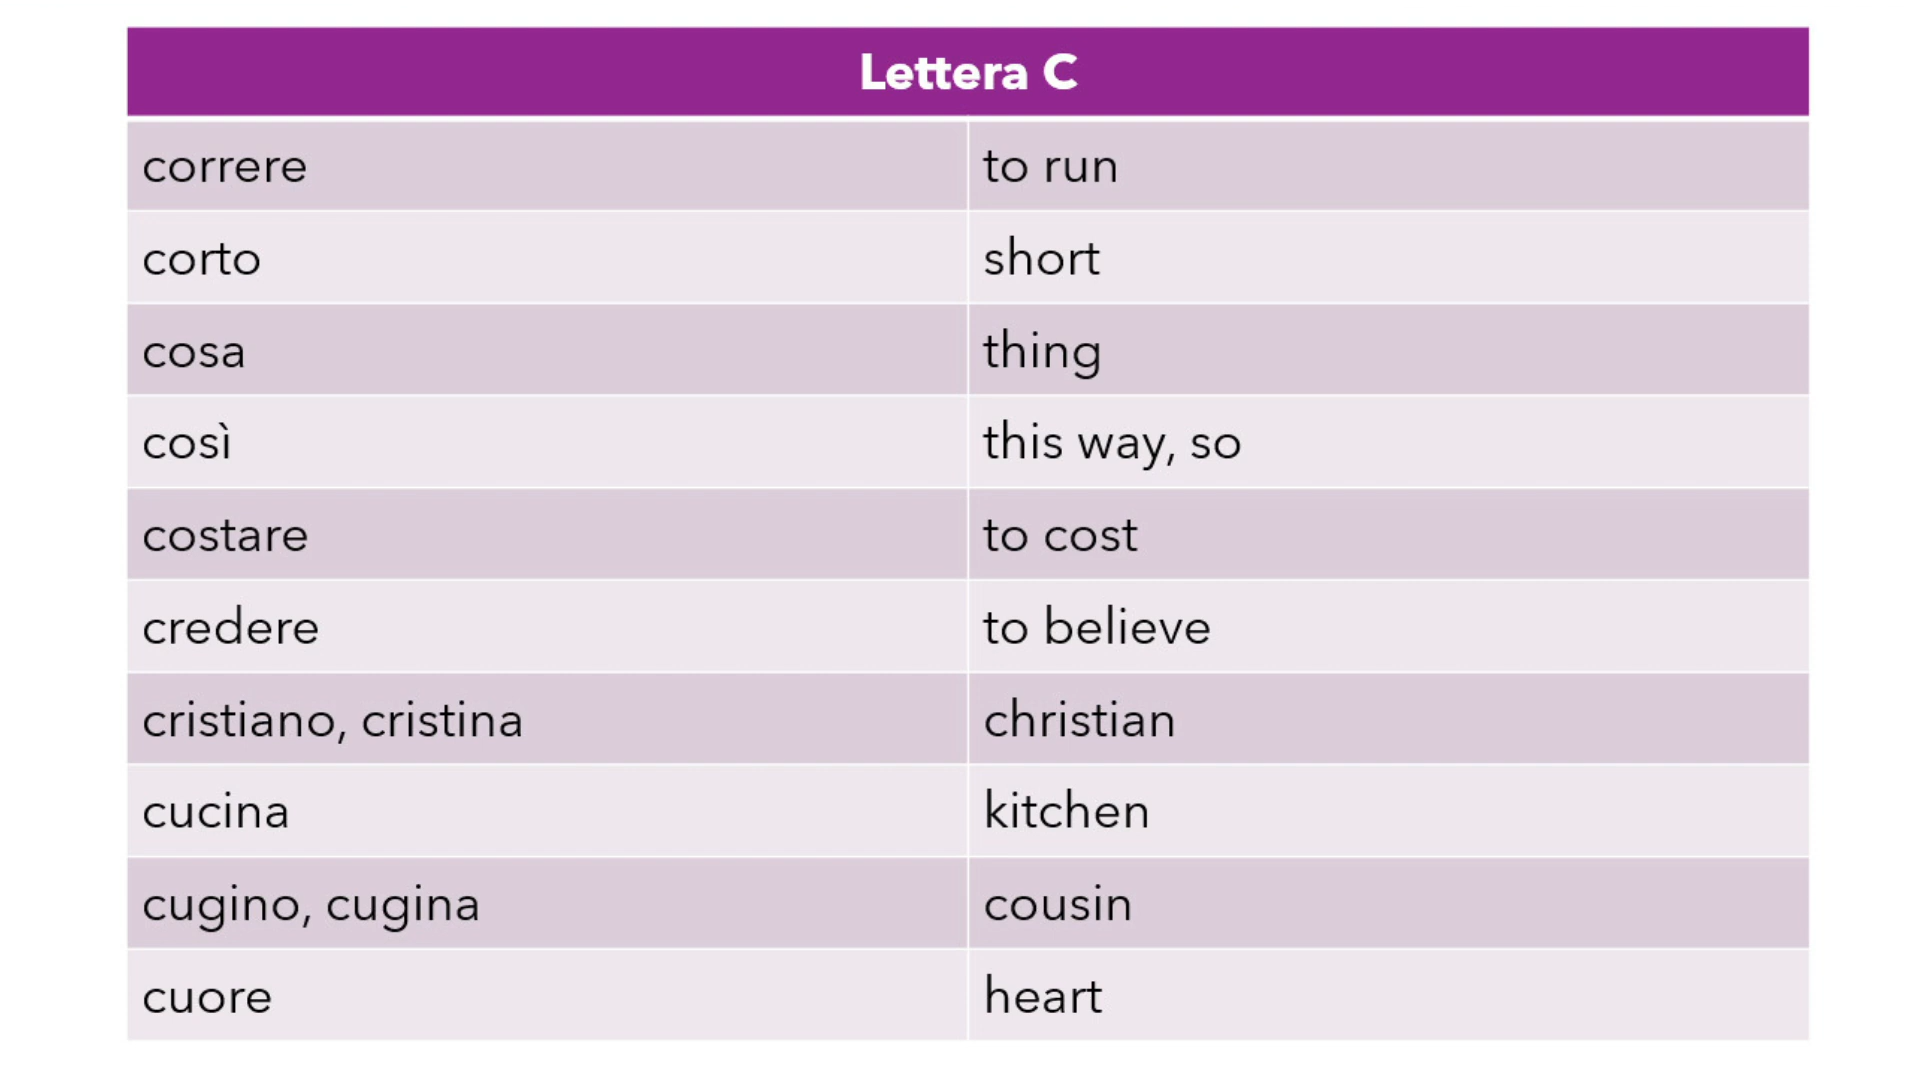 Lettera C
correre to run
corto short
cosa thing
così this way, so
costare to cost
credere to believe
cristiano, cristina christian
cucina kitchen
cugino, cugina cousin
cuore heart